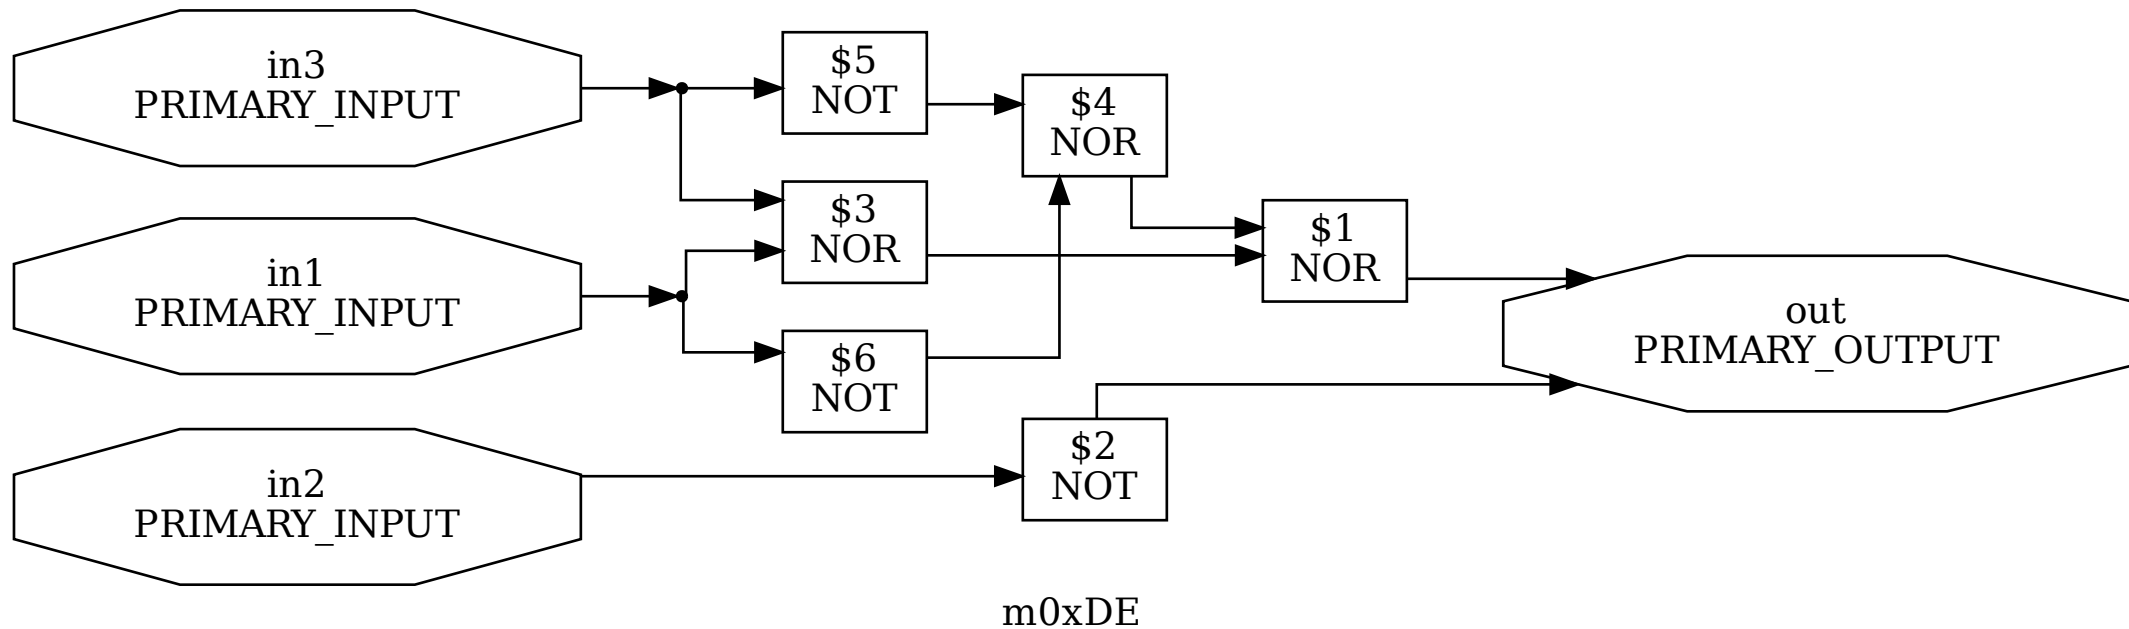 in3
PRIMARY_INPUT
$5
NOT
$4
NOR
$3
NOR
$1
NOR
in1
PRIMARY_INPUT
out
PRIMARY_OUTPUT
$6
NOT
$2
NOT
in2
PRIMARY_INPUT
m0xDE